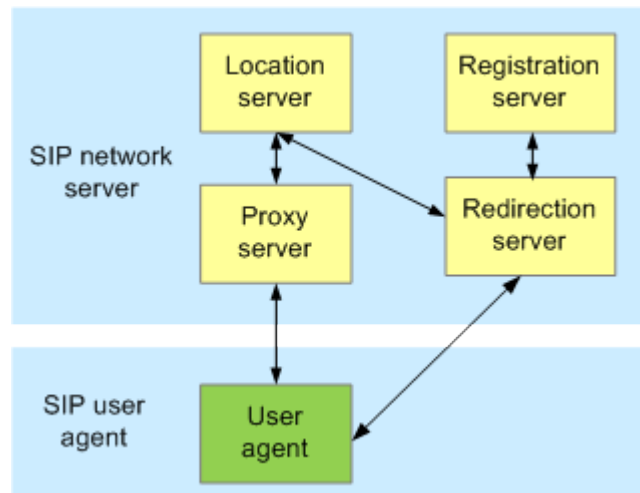 Location
server
Registration
server
SIP network
server
Proxy
server
Redirection
server
SIP user
agent
User
agent